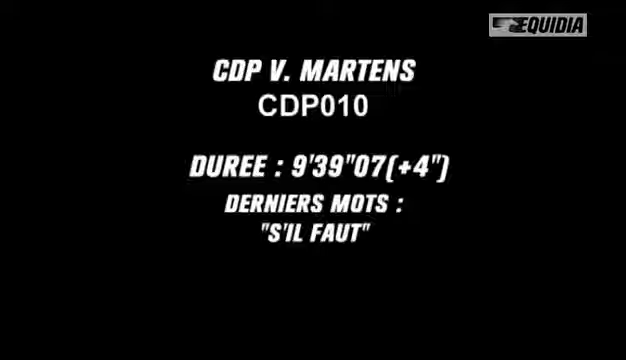 EQUIDIA
CDP V. MARTENS
CDP010
DUREE : 9'39"07(+4")
DERNIERS MOTS :
"S'IL FAUT"